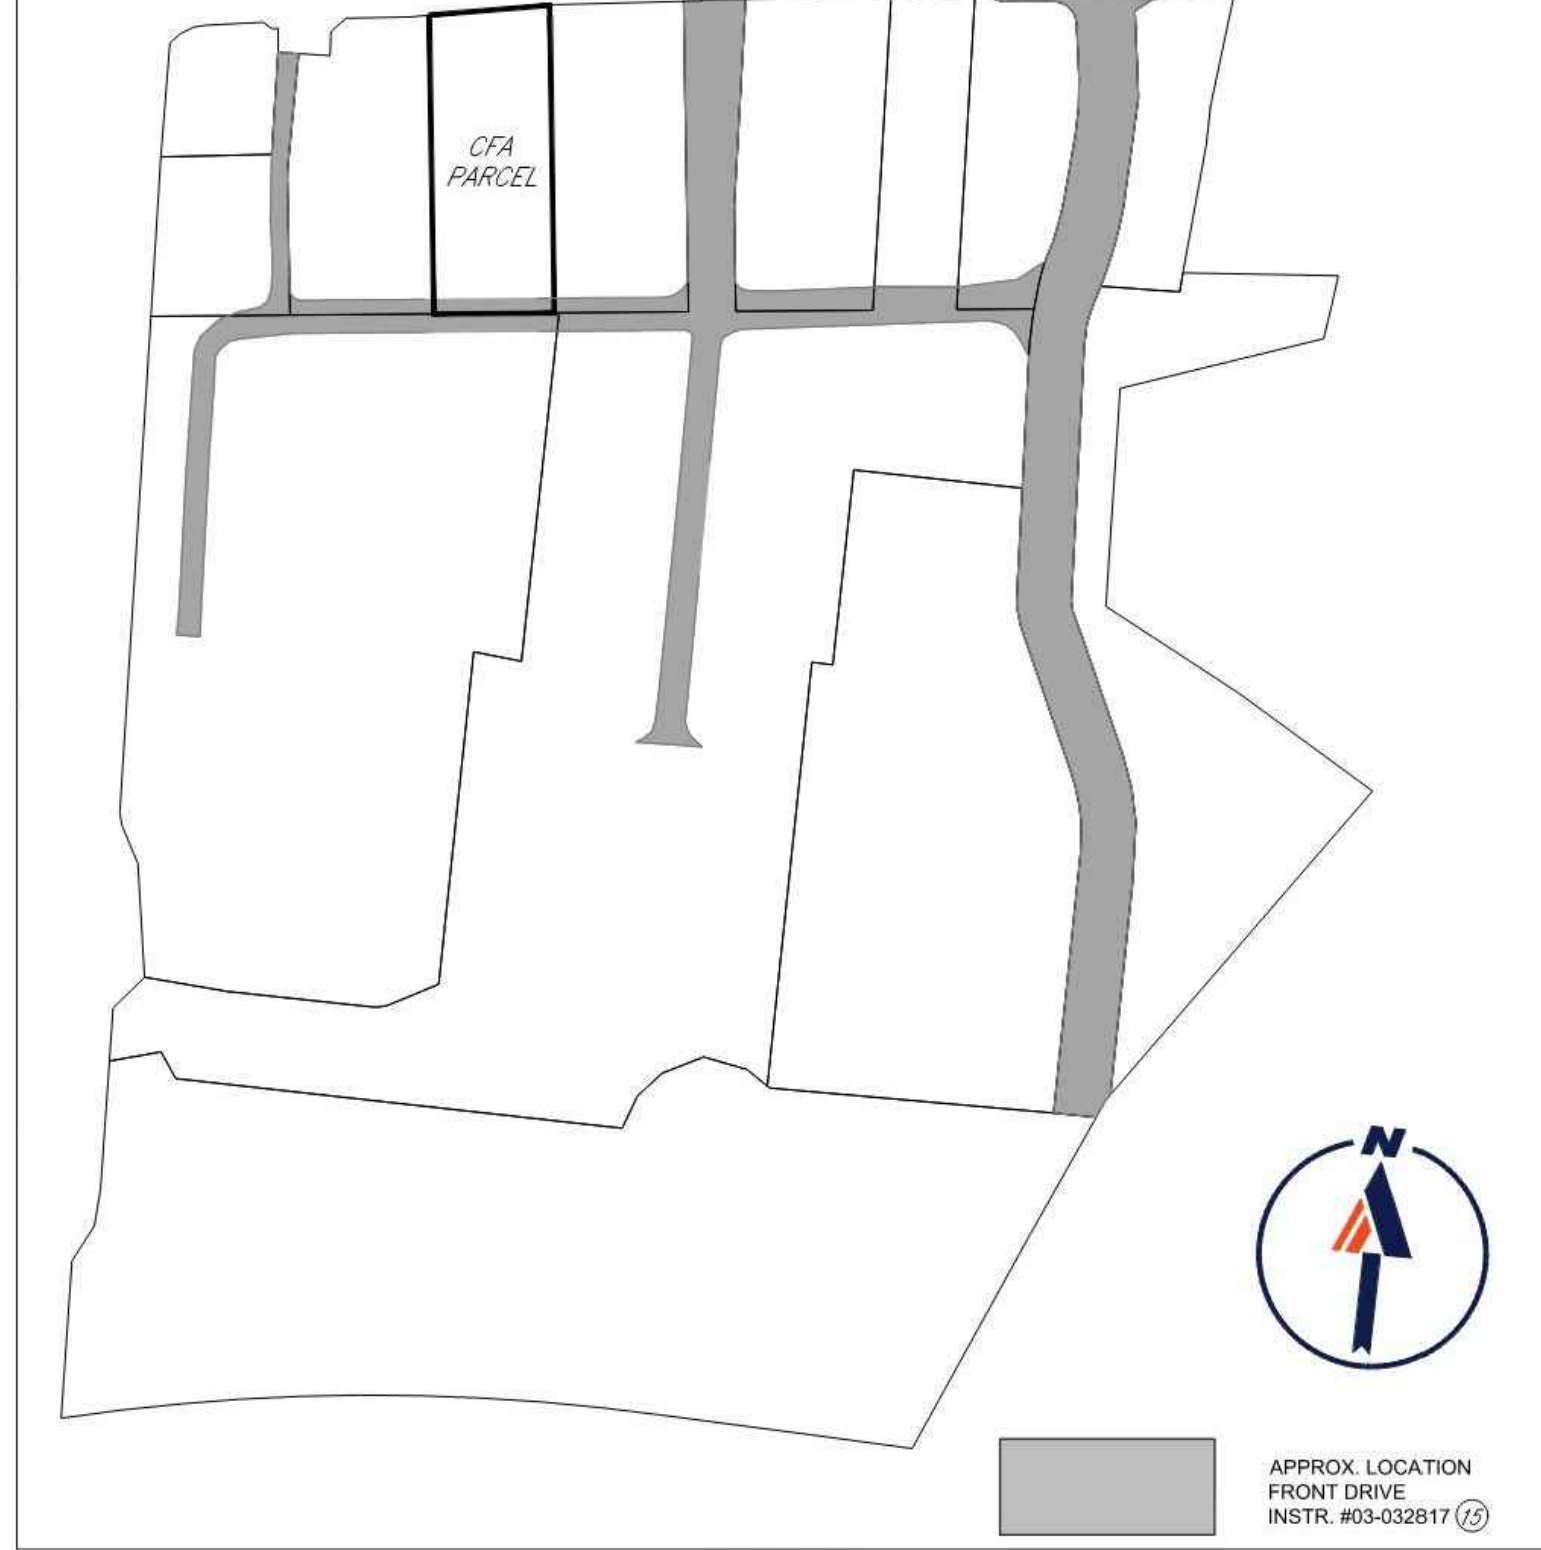 CFA
PARCEL
N
APPROX. LOCATION
FRONT DRIVE
INSTR. #03-032817 15